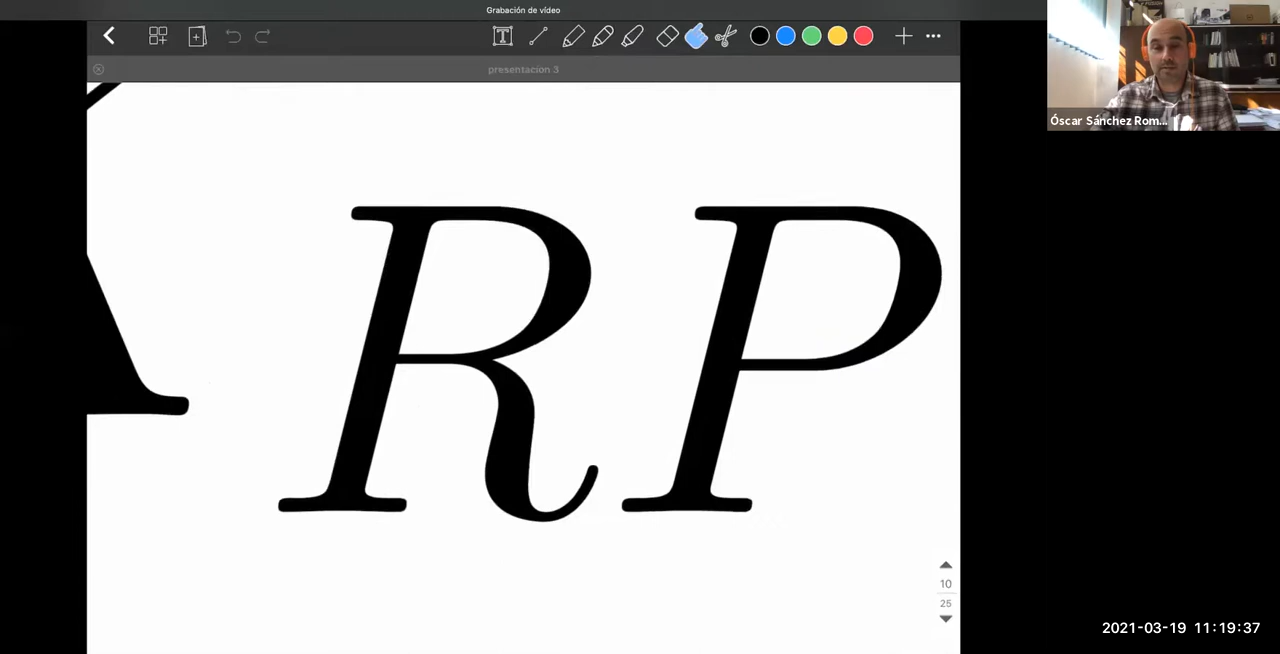 Grabación de vídeo
T
presentación 3
Óscar Sánchez Rom...
RP
10
25
2021-03-19 11:19:37